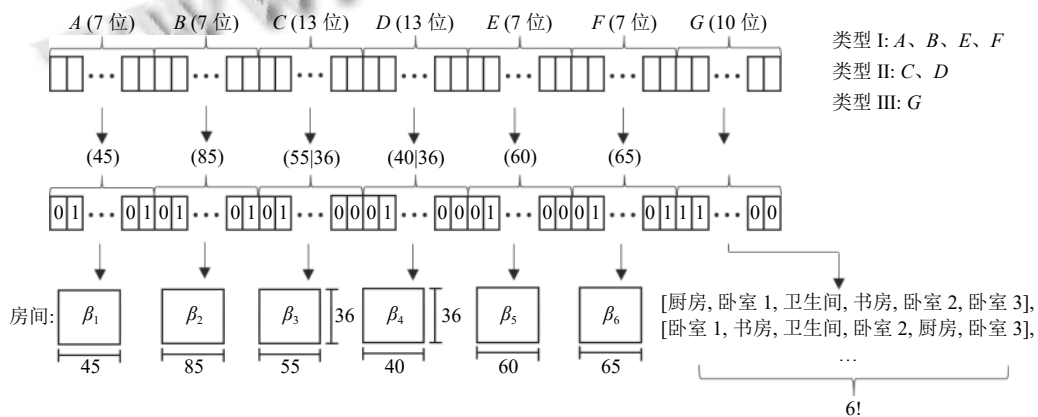 A (7 位) B (7 位) C (13 位) D (13 位) E (7 位) F (7 位) G (10 位)
类型 I: A、B、E、F
类型 II: C、D
类型 III: G
(45) (85) (55|36) (40|36) (60) (65)
0 1 ··· 0 1 0 1 ··· 0 1 0 1 ··· 0 0 0 1 ··· 0 0 0 1 ··· 0 0 0 1 ··· 0 1 1 1 ··· 0 0
房间: β₁ β₂ β₃ 36 β₄ 36 β₅ β₆
45 85 55 40 60 65
[厨房, 卧室 1, 卫生间, 书房, 卧室 2, 卧室 3],
[卧室 1, 书房, 卫生间, 卧室 2, 厨房, 卧室 3],
…
6!